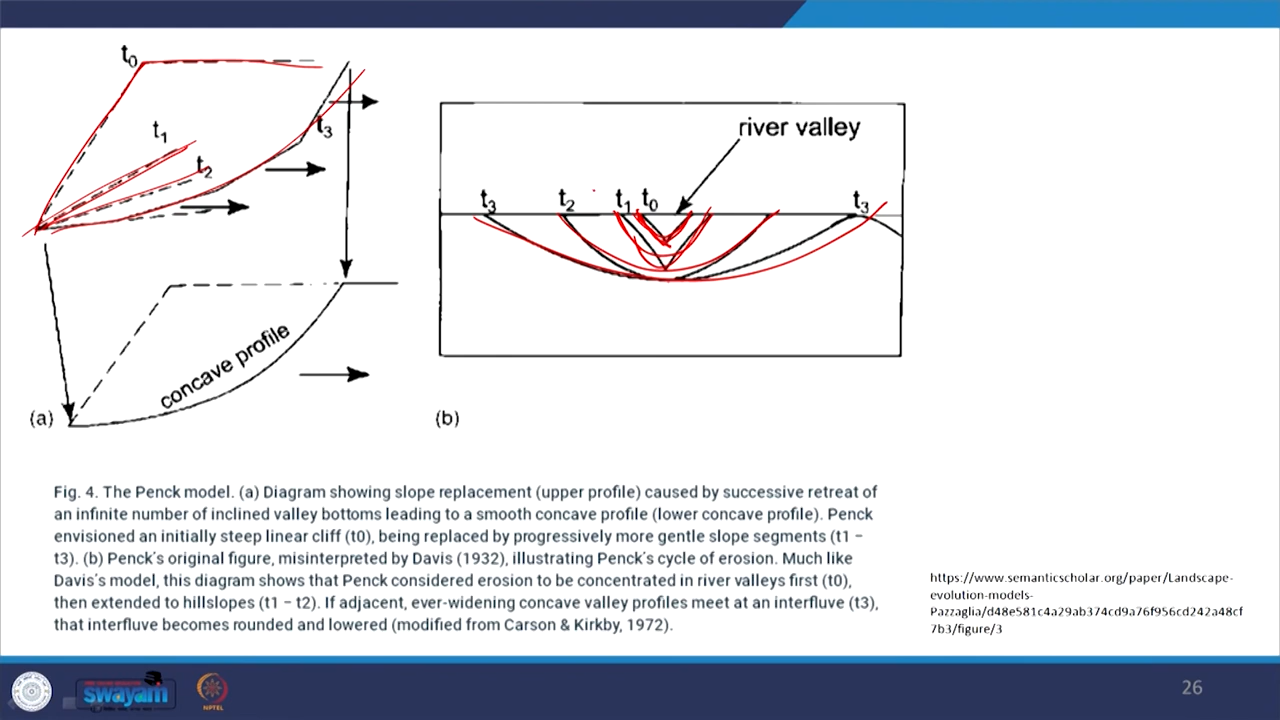 t0
t1
t2
t3
concave profile
(a)
river valley
t3
t2
t1
t0
t3
(b)
Fig. 4. The Penck model. (a) Diagram showing slope replacement (upper profile) caused by successive retreat of
an infinite number of inclined valley bottoms leading to a smooth concave profile (lower concave profile). Penck
envisioned an initially steep linear cliff (t0), being replaced by progressively more gentle slope segments (t1 –
t3). (b) Penck's original figure, misinterpreted by Davis (1932), illustrating Penck's cycle of erosion. Much like
Davis's model, this diagram shows that Penck considered erosion to be concentrated in river valleys first (t0),
then extended to hillslopes (t1 – t2). If adjacent, ever-widening concave valley profiles meet at an interfluve (t3),
that interfluve becomes rounded and lowered (modified from Carson & Kirkby, 1972).
https://www.semanticscholar.org/paper/Landscape-
evolution-models-
Pazzaglia/d48e581c4a29ab374cd9a76f956cd242a48cf
7b3/figure/3
swayam
NPTEL
26